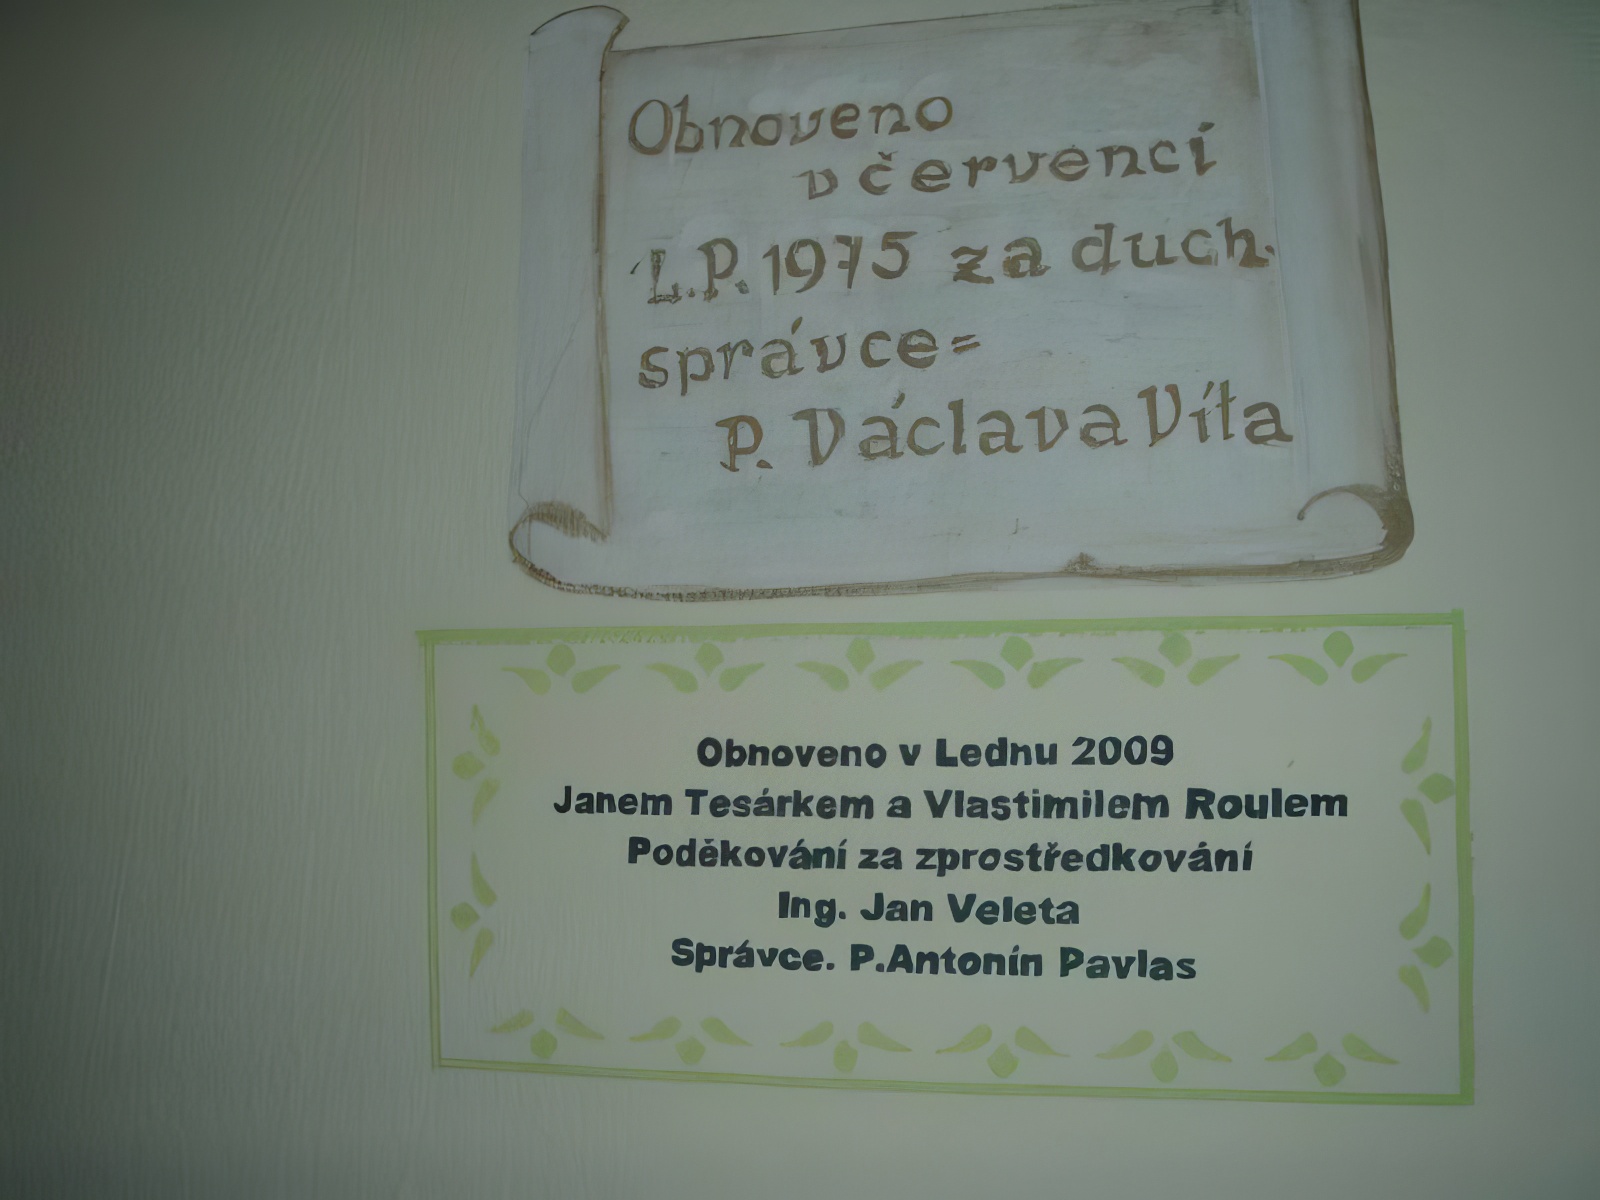 Obnoveno
v červenci
L.P. 1975 za duch.
správce=
P. Václava Víta
Obnoveno v Lednu 2009
Janem Tesárkem a Vlastimilem Roulem
Poděkování za zprostředkování
Ing. Jan Veleta
Správce. P.Antonín Pavlas